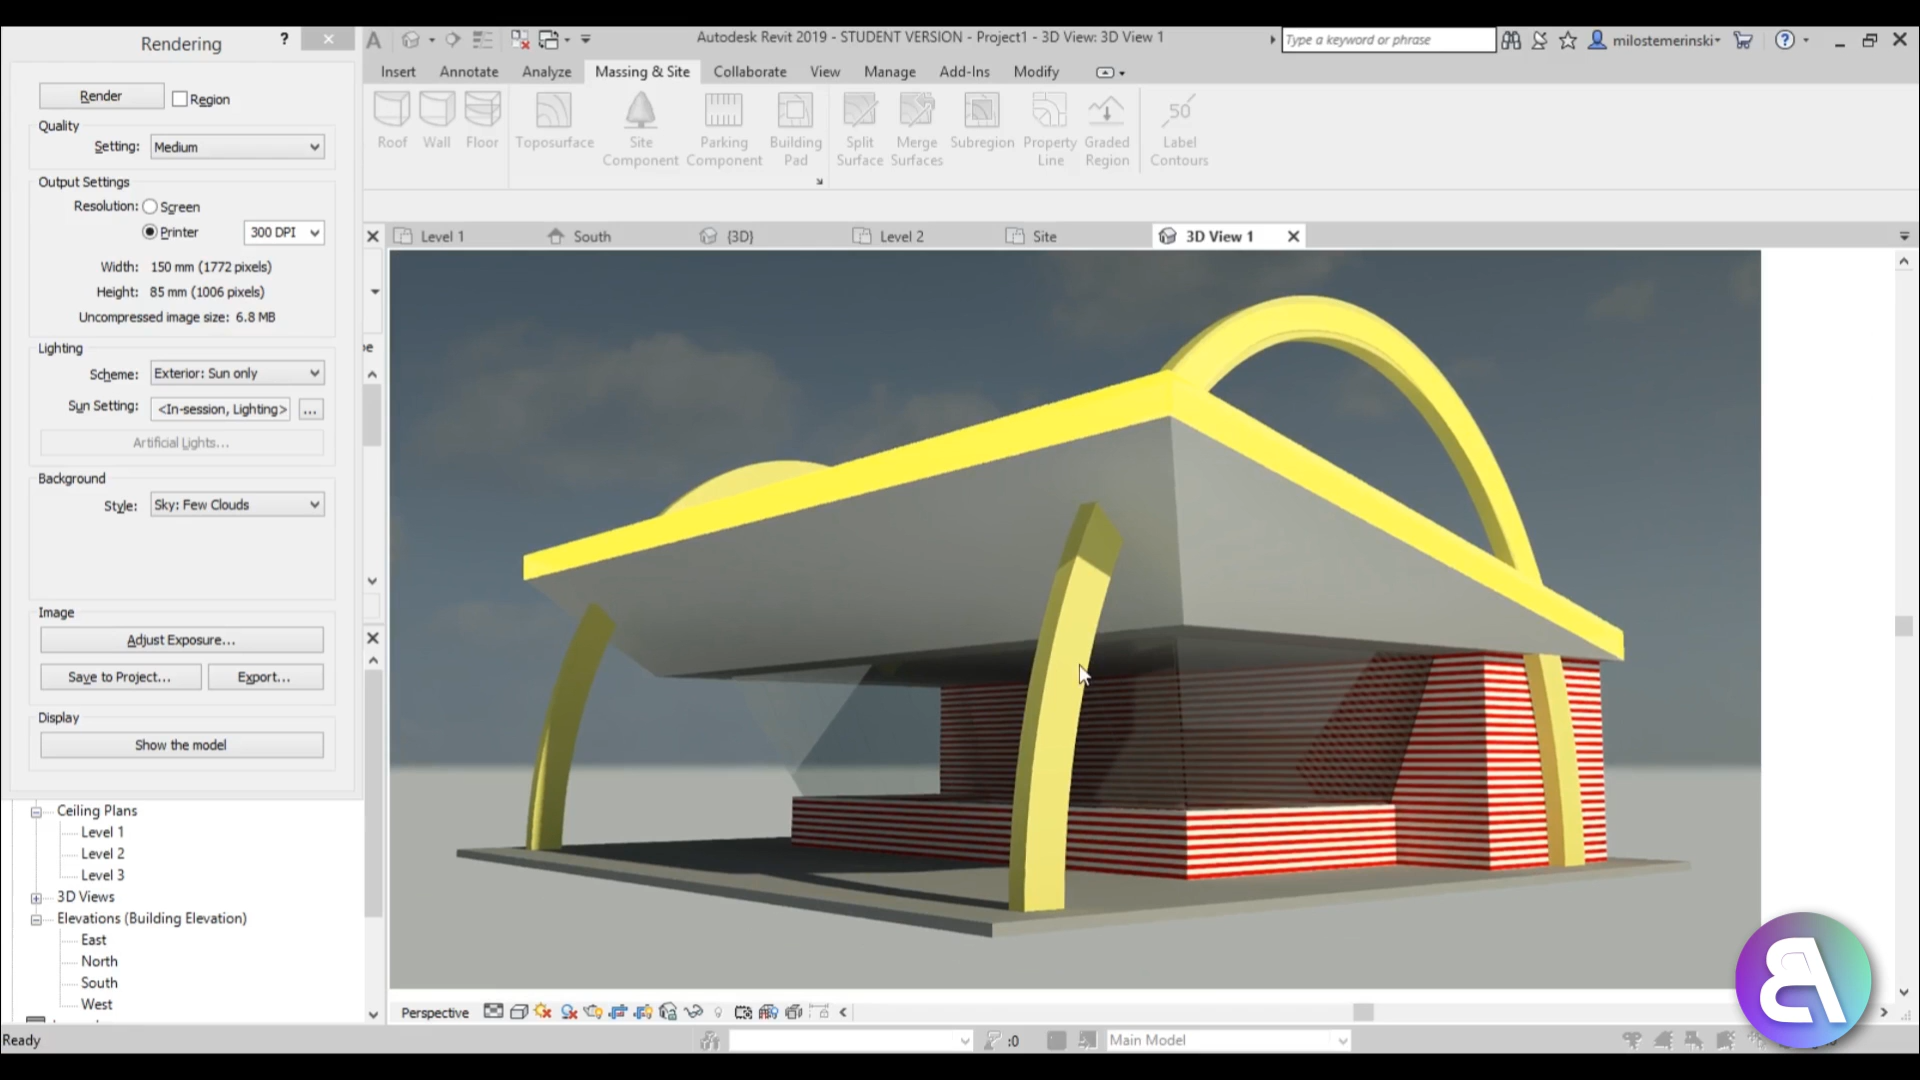 Rendering ? ×
Autodesk Revit 2019 - STUDENT VERSION - Project1 - 3D View: 3D View 1
Type a keyword or phrase
milostemerinski
Insert Annotate Analyze Massing & Site Collaborate View Manage Add-Ins Modify
Render Region
Quality
Setting: Medium
Roof Wall Floor Toposurface Site Component Parking Component Building Pad Split Surface Merge Surfaces Subregion Property Line Graded Region 50 Label Contours
Output Settings
Resolution: Screen
Printer 300 DPI
Level 1 South {3D} Level 2 Site 3D View 1
Width: 150 mm (1772 pixels)
Height: 85 mm (1006 pixels)
Uncompressed image size: 6.8 MB
Lighting
Scheme: Exterior: Sun only
Sun Setting: <In-session, Lighting> ...
Artificial Lights...
Background
Style: Sky: Few Clouds
Image
Adjust Exposure...
Save to Project... Export...
Display
Show the model
Ceiling Plans
Level 1
Level 2
Level 3
3D Views
Elevations (Building Elevation)
East
North
South
West
Perspective
Ready
:0
Main Model